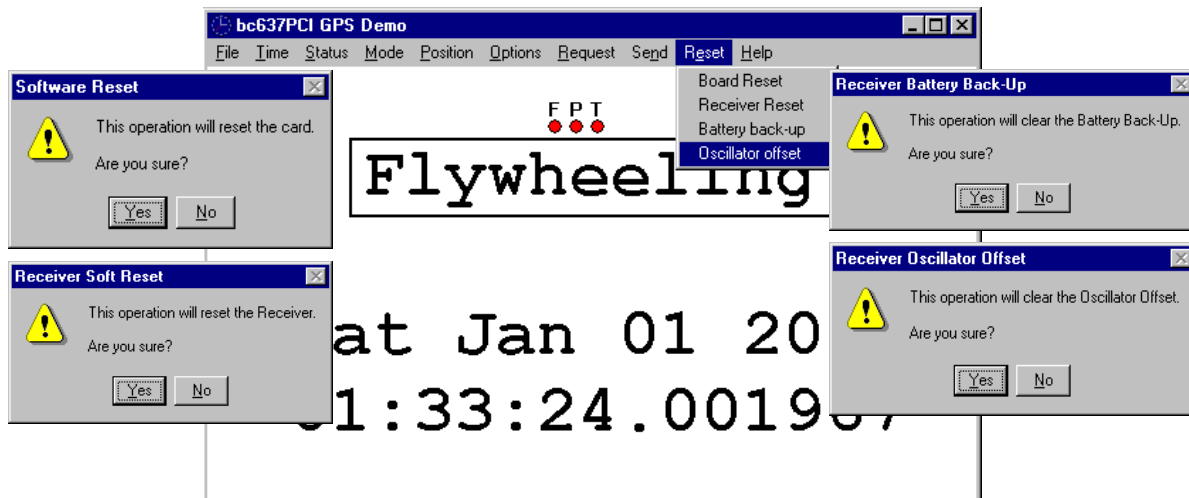 bc637PCI GPS Demo
File Time Status Mode Position Options Request Send Reset Help
Board Reset
Receiver Reset
Battery back-up
Oscillator offset
F P T
Flywheeling
Jan 01
:33:24.0019
Software Reset
This operation will reset the card.
Are you sure?
Yes No
Receiver Soft Reset
This operation will reset the Receiver.
Are you sure?
Yes No
Receiver Battery Back-Up
This operation will clear the Battery Back-Up.
Are you sure?
Yes No
Receiver Oscillator Offset
This operation will clear the Oscillator Offset.
Are you sure?
Yes No